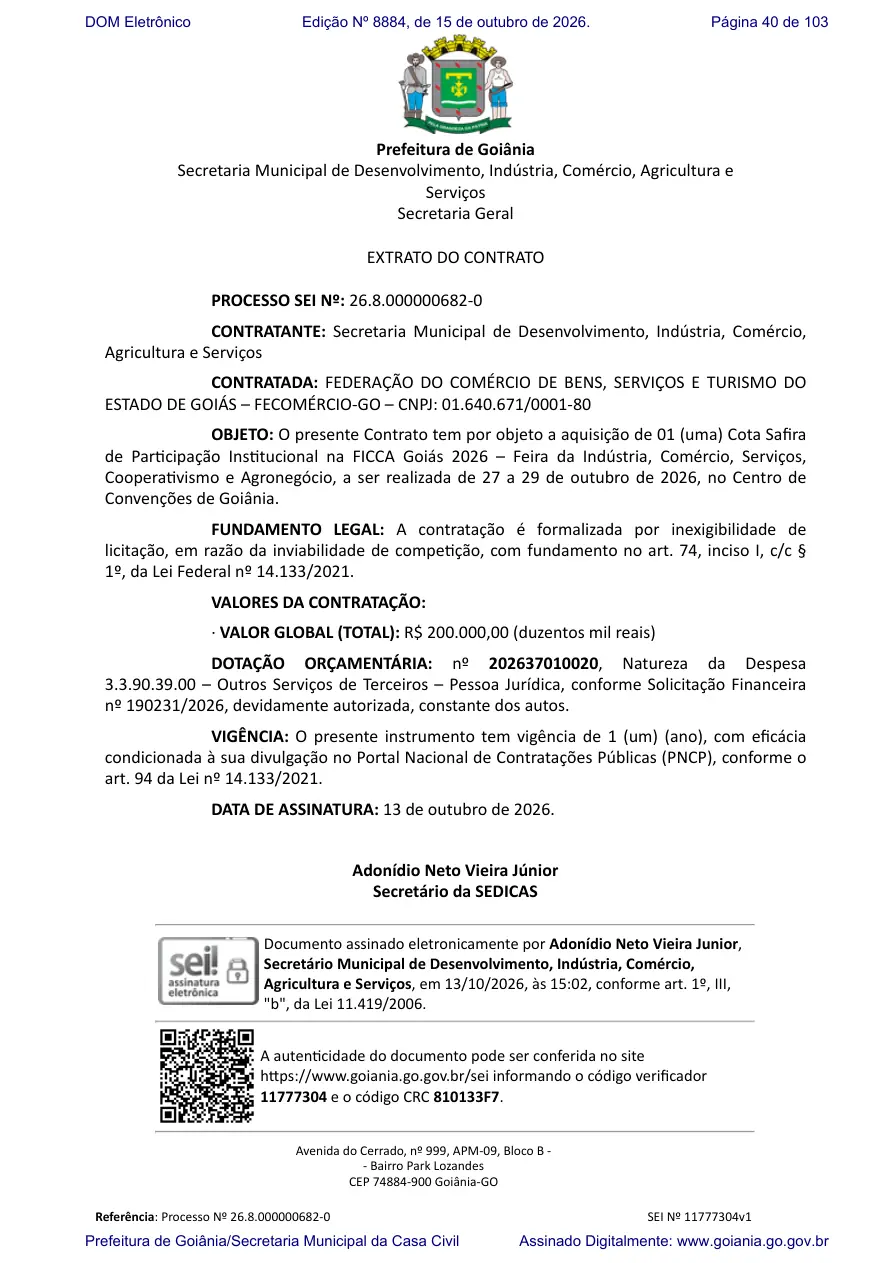 DOM Eletrônico Edição Nº 8884, de 15 de outubro de 2026. Página 40 de 103
Prefeitura de Goiânia
Secretaria Municipal de Desenvolvimento, Indústria, Comércio, Agricultura e
Serviços
Secretaria Geral
EXTRATO DO CONTRATO
PROCESSO SEI Nº: 26.8.000000682-0
CONTRATANTE: Secretaria Municipal de Desenvolvimento, Indústria, Comércio,
Agricultura e Serviços
CONTRATADA: FEDERAÇÃO DO COMÉRCIO DE BENS, SERVIÇOS E TURISMO DO
ESTADO DE GOIÁS – FECOMÉRCIO-GO – CNPJ: 01.640.671/0001-80
OBJETO: O presente Contrato tem por objeto a aquisição de 01 (uma) Cota Safira
de Participação Institucional na FICCA Goiás 2026 – Feira da Indústria, Comércio, Serviços,
Cooperativismo e Agronegócio, a ser realizada de 27 a 29 de outubro de 2026, no Centro de
Convenções de Goiânia.
FUNDAMENTO LEGAL: A contratação é formalizada por inexigibilidade de
licitação, em razão da inviabilidade de competição, com fundamento no art. 74, inciso I, c/c §
1º, da Lei Federal nº 14.133/2021.
VALORES DA CONTRATAÇÃO:
· VALOR GLOBAL (TOTAL): R$ 200.000,00 (duzentos mil reais)
DOTAÇÃO ORÇAMENTÁRIA: nº 202637010020, Natureza da Despesa
3.3.90.39.00 – Outros Serviços de Terceiros – Pessoa Jurídica, conforme Solicitação Financeira
nº 190231/2026, devidamente autorizada, constante dos autos.
VIGÊNCIA: O presente instrumento tem vigência de 1 (um) (ano), com eficácia
condicionada à sua divulgação no Portal Nacional de Contratações Públicas (PNCP), conforme o
art. 94 da Lei nº 14.133/2021.
DATA DE ASSINATURA: 13 de outubro de 2026.
Adonídio Neto Vieira Júnior
Secretário da SEDICAS
sei!
assinatura
eletrônica
Documento assinado eletronicamente por Adonídio Neto Vieira Junior,
Secretário Municipal de Desenvolvimento, Indústria, Comércio,
Agricultura e Serviços, em 13/10/2026, às 15:02, conforme art. 1º, III,
"b", da Lei 11.419/2006.
A autenticidade do documento pode ser conferida no site
https://www.goiania.go.gov.br/sei informando o código verificador
11777304 e o código CRC 810133F7.
Avenida do Cerrado, nº 999, APM-09, Bloco B -
- Bairro Park Lozandes
CEP 74884-900 Goiânia-GO
Referência: Processo Nº 26.8.000000682-0 SEI Nº 11777304v1
Prefeitura de Goiânia/Secretaria Municipal da Casa Civil Assinado Digitalmente: www.goiania.go.gov.br